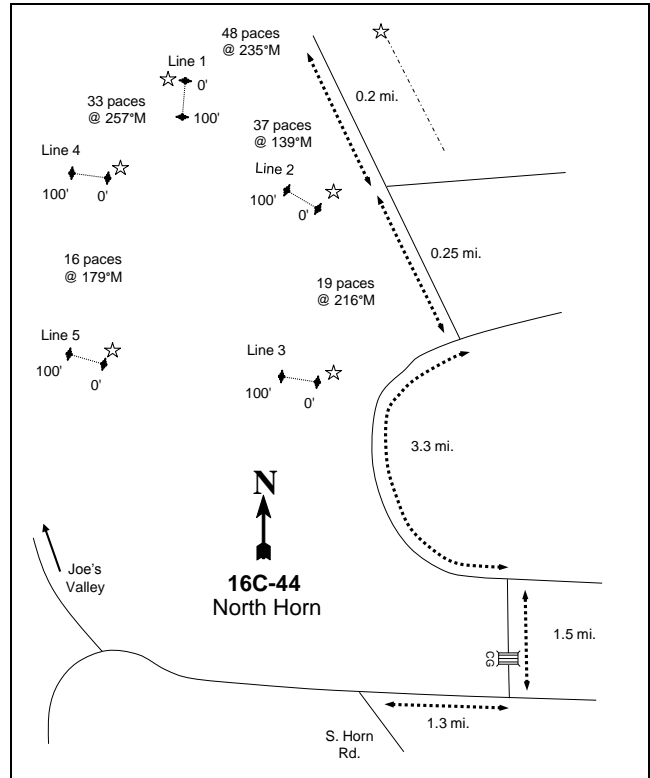 48 paces
@ 235°M
Line 1
0'
100'
0.2 mi.
33 paces
@ 257°M
37 paces
@ 139°M
Line 4
100'
0'
Line 2
100'
0'
0.25 mi.
16 paces
@ 179°M
19 paces
@ 216°M
Line 5
100'
0'
Line 3
100'
0'
3.3 mi.
N
16C-44
North Horn
Joe's
Valley
CG
1.5 mi.
1.3 mi.
S. Horn
Rd.